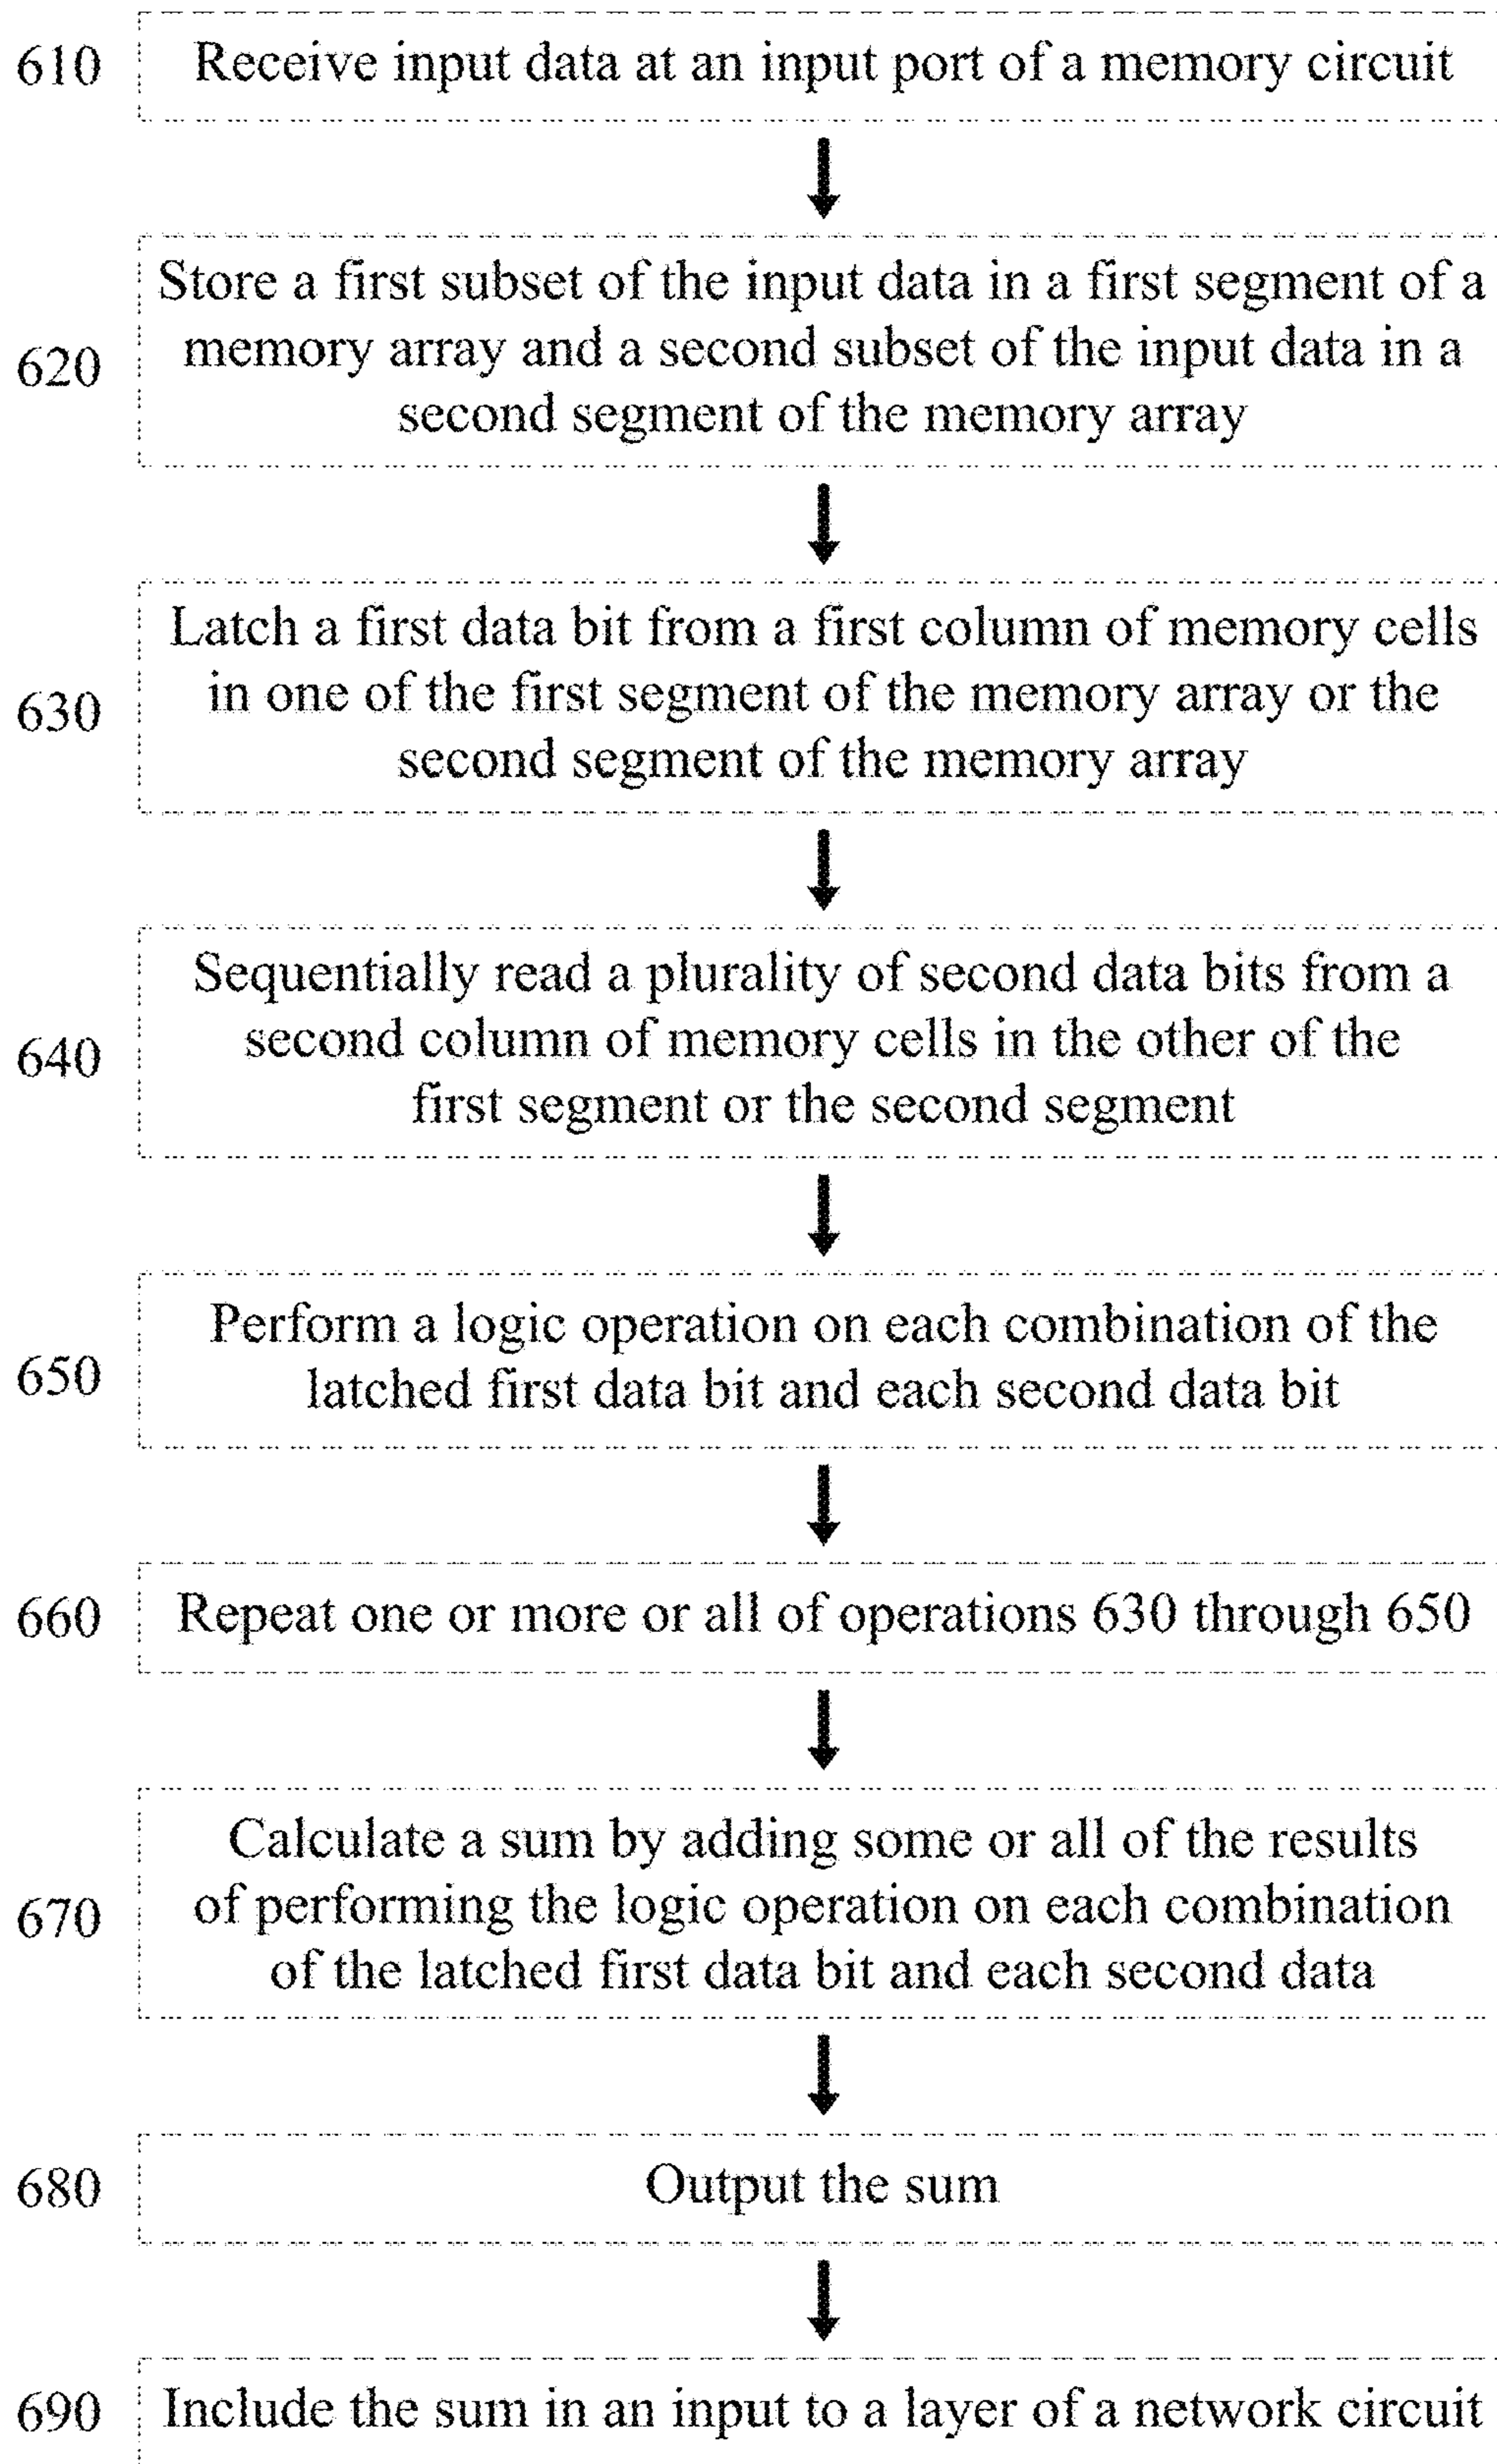 610 Receive input data at an input port of a memory circuit
Store a first subset of the input data in a first segment of a
620 memory array and a second subset of the input data in a
second segment of the memory array
Latch a first data bit from a first column of memory cells
630 in one of the first segment of the memory array or the
second segment of the memory array
Sequentially read a plurality of second data bits from a
640 second column of memory cells in the other of the
first segment or the second segment
Perform a logic operation on each combination of the
650 latched first data bit and each second data bit
660 Repeat one or more or all of operations 630 through 650
Calculate a sum by adding some or all of the results
670 of performing the logic operation on each combination
of the latched first data bit and each second data
680 Output the sum
690 Include the sum in an input to a layer of a network circuit